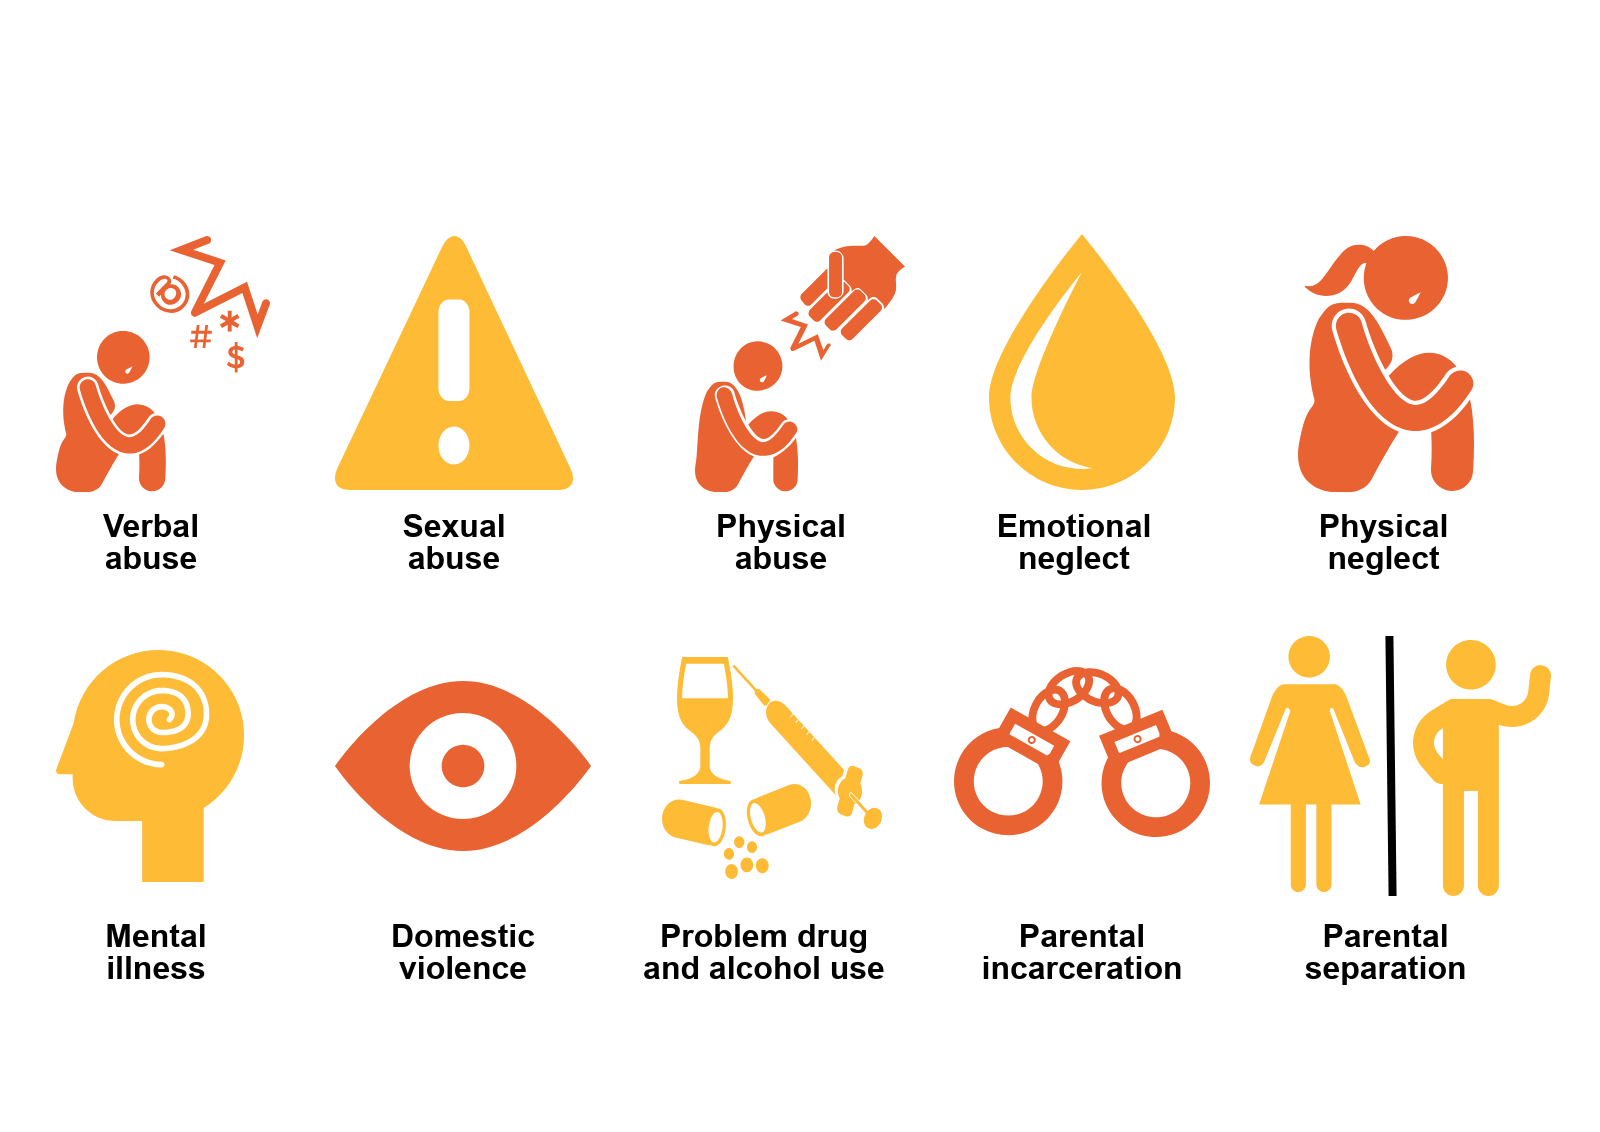 @
# *
$
Verbal
abuse
Sexual
abuse
Physical
abuse
Emotional
neglect
Physical
neglect
Mental
illness
Domestic
violence
Problem drug
and alcohol use
Parental
incarceration
Parental
separation